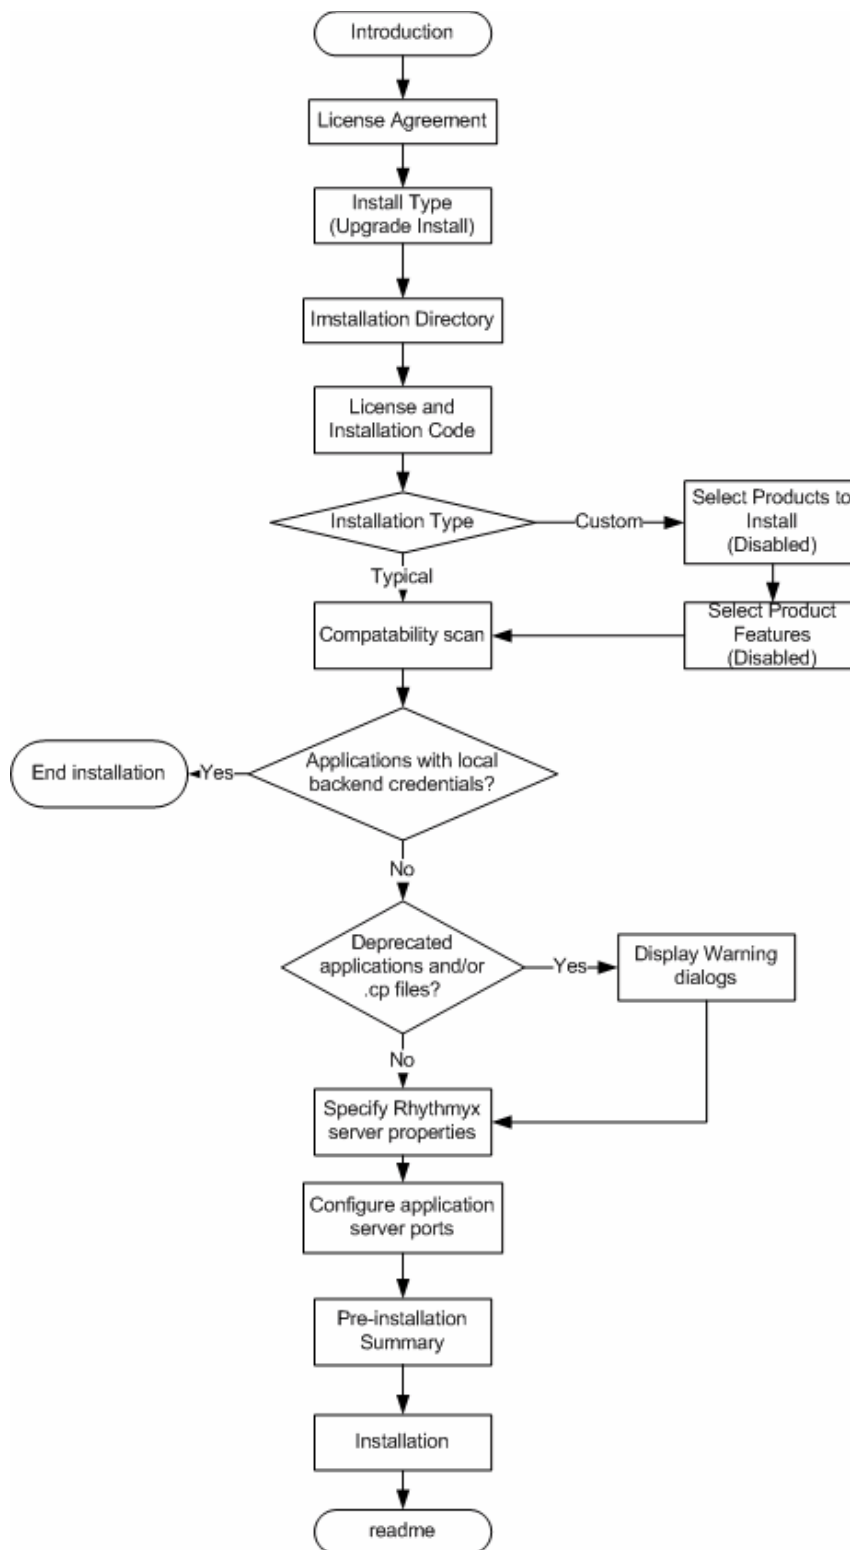 Introduction
License Agreement
Install Type
(Upgrade Install)
Imstallation Directory
License and
Installation Code
Installation Type
Custom
Select Products to
Install
(Disabled)
Typical
Select Product
Features
(Disabled)
Compatability scan
Applications with local
backend credentials?
Yes
End installation
No
Deprecated
applications and/or
.cp files?
Yes
Display Warning
dialogs
No
Specify Rhythmyx
server properties
Configure application
server ports
Pre-installation
Summary
Installation
readme